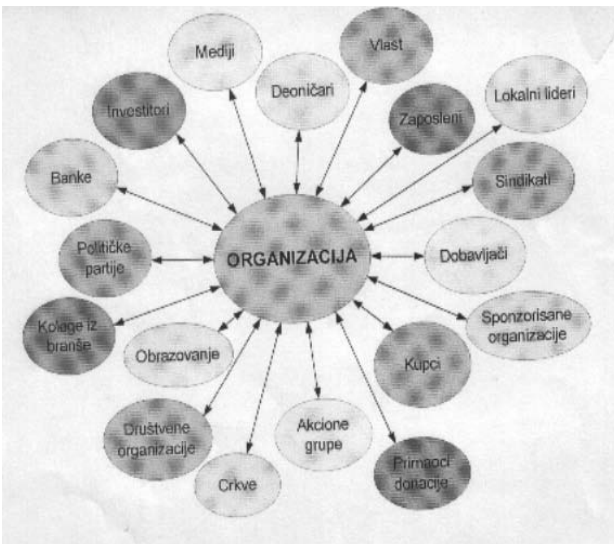 Mediji
Vlast
Deoničari
Lokalni lideri
Investitori
Zaposleni
Banke
Sindikati
Političke
partije
ORGANIZACIJA
Dobavljači
Kolege iz
branše
Obrazovanje
Sponzorisane
organizacije
Kupci
Društvene
organizacije
Akcione
grupe
Crkve
Primaoci
donacije